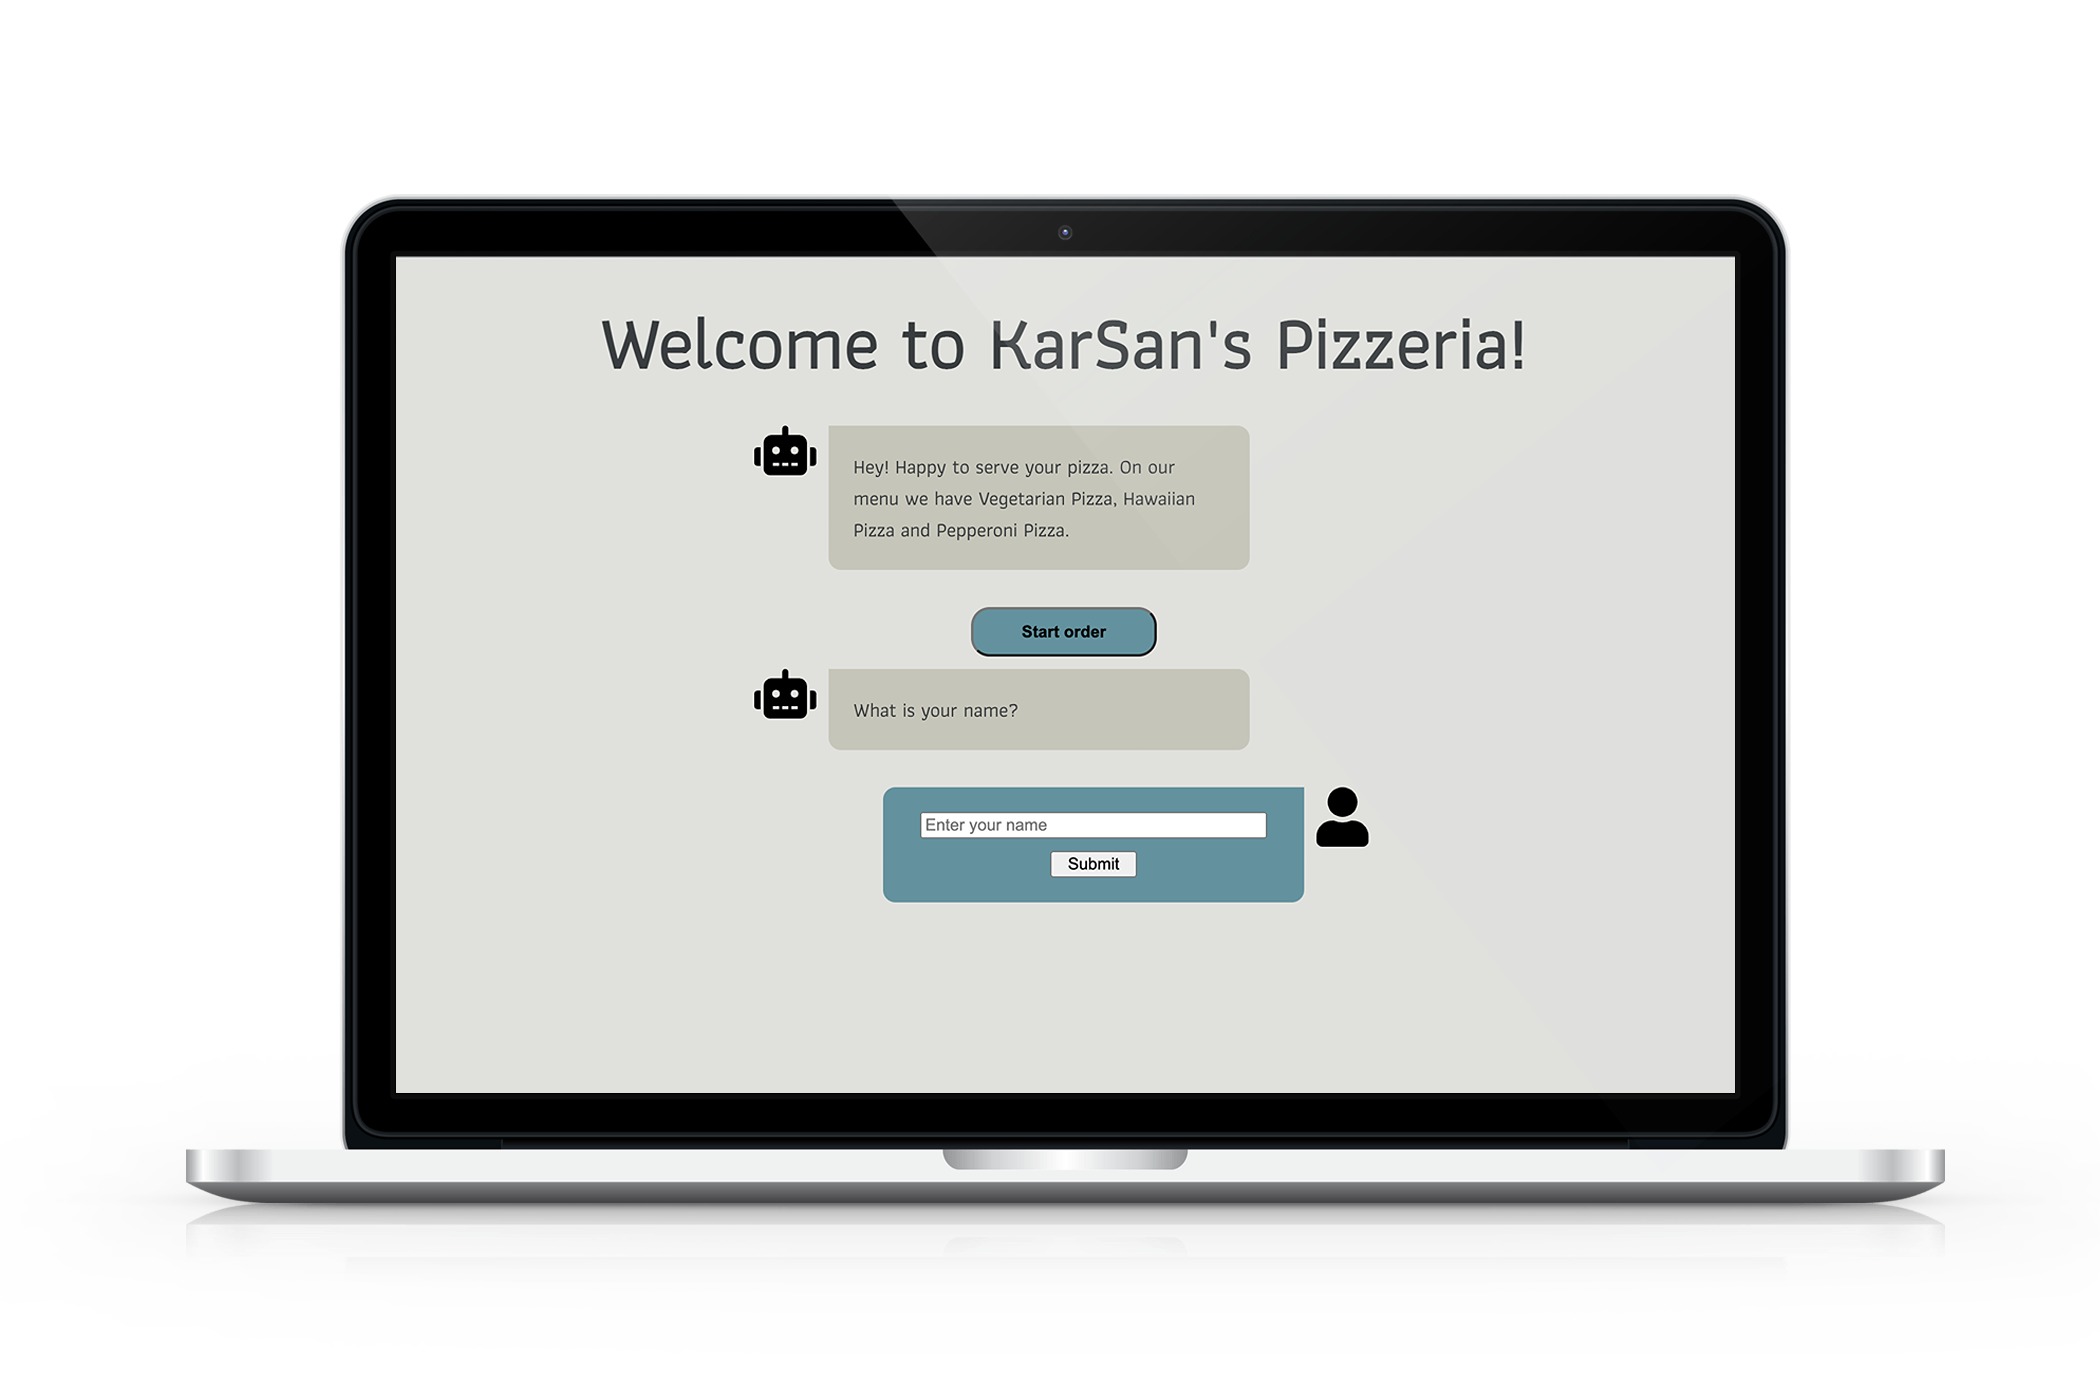 Welcome to KarSan's Pizzeria!
Hey! Happy to serve your pizza. On our
menu we have Vegetarian Pizza, Hawaiian
Pizza and Pepperoni Pizza.
Start order
What is your name?
Enter your name
Submit